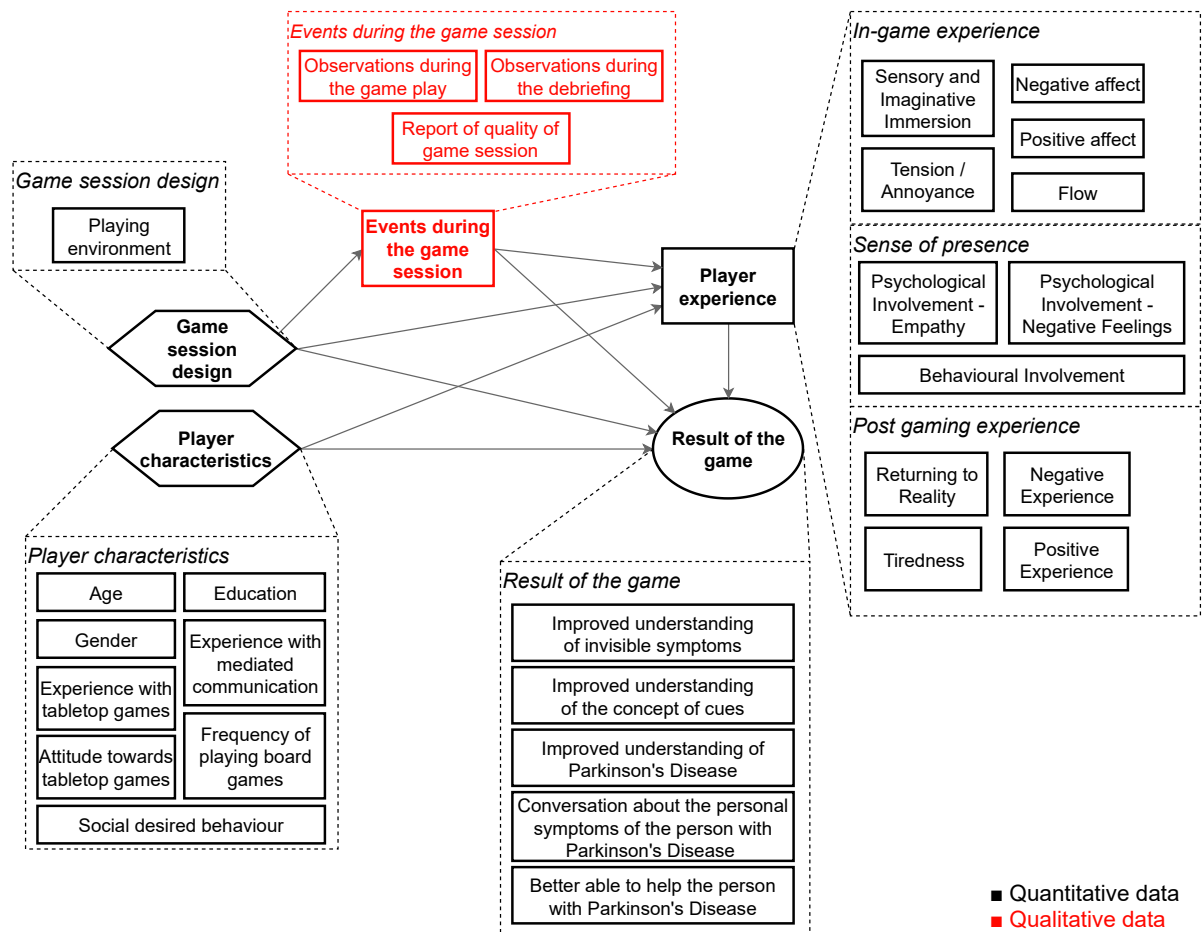 Events during the game session
Observations during
the game play
Observations during
the debriefing
Report of quality of
game session
Game session design
Playing
environment
Events during
the game
session
Game
session
design
Player
characteristics
Player
experience
Result of the
game
In-game experience
Sensory and
Imaginative
Immersion
Negative affect
Positive affect
Tension /
Annoyance
Flow
Sense of presence
Psychological
Involvement -
Empathy
Psychological
Involvement -
Negative Feelings
Behavioural Involvement
Post gaming experience
Returning to
Reality
Negative
Experience
Tiredness
Positive
Experience
Player characteristics
Age
Education
Gender
Experience with
mediated
communication
Experience with
tabletop games
Frequency of
playing board
games
Attitude towards
tabletop games
Social desired behaviour
Result of the game
Improved understanding
of invisible symptoms
Improved understanding
of the concept of cues
Improved understanding of
Parkinson's Disease
Conversation about the personal
symptoms of the person with
Parkinson's Disease
Better able to help the person
with Parkinson's Disease
Quantitative data
Qualitative data